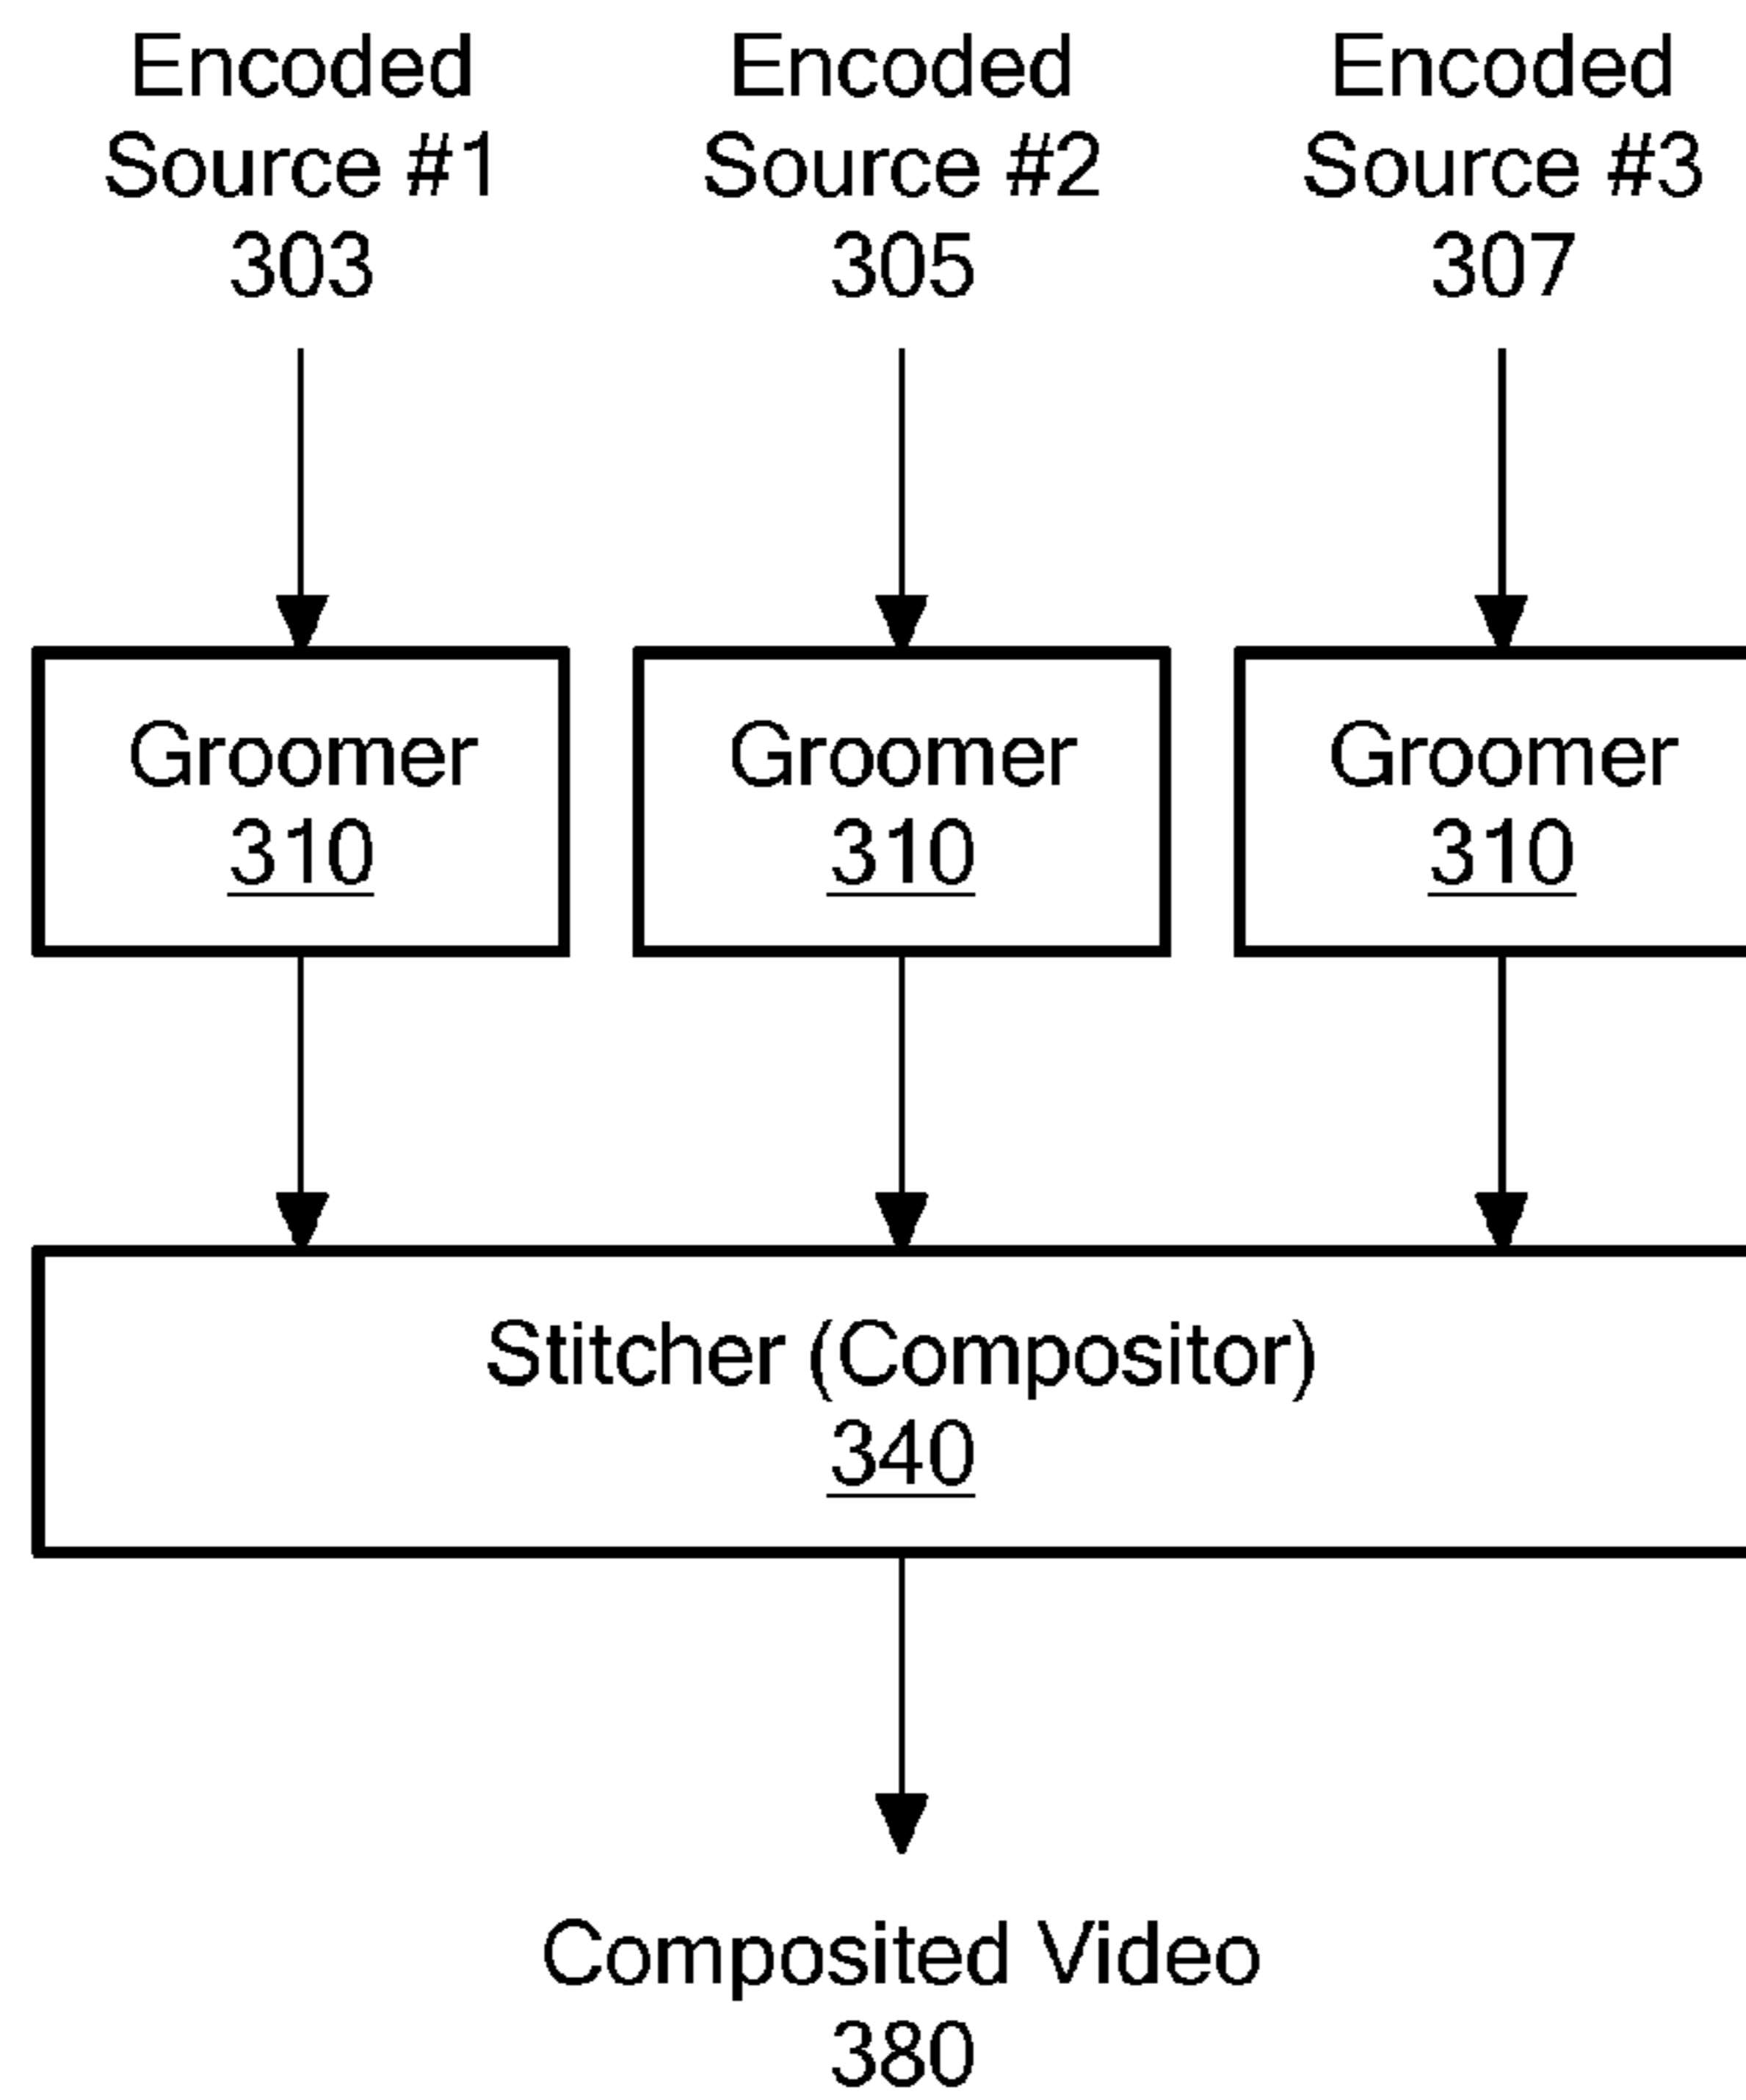 Encoded
Source #1
303
Encoded
Source #2
305
Encoded
Source #3
307
Groomer
310
Groomer
310
Groomer
310
Stitcher (Compositor)
340
Composited Video
380